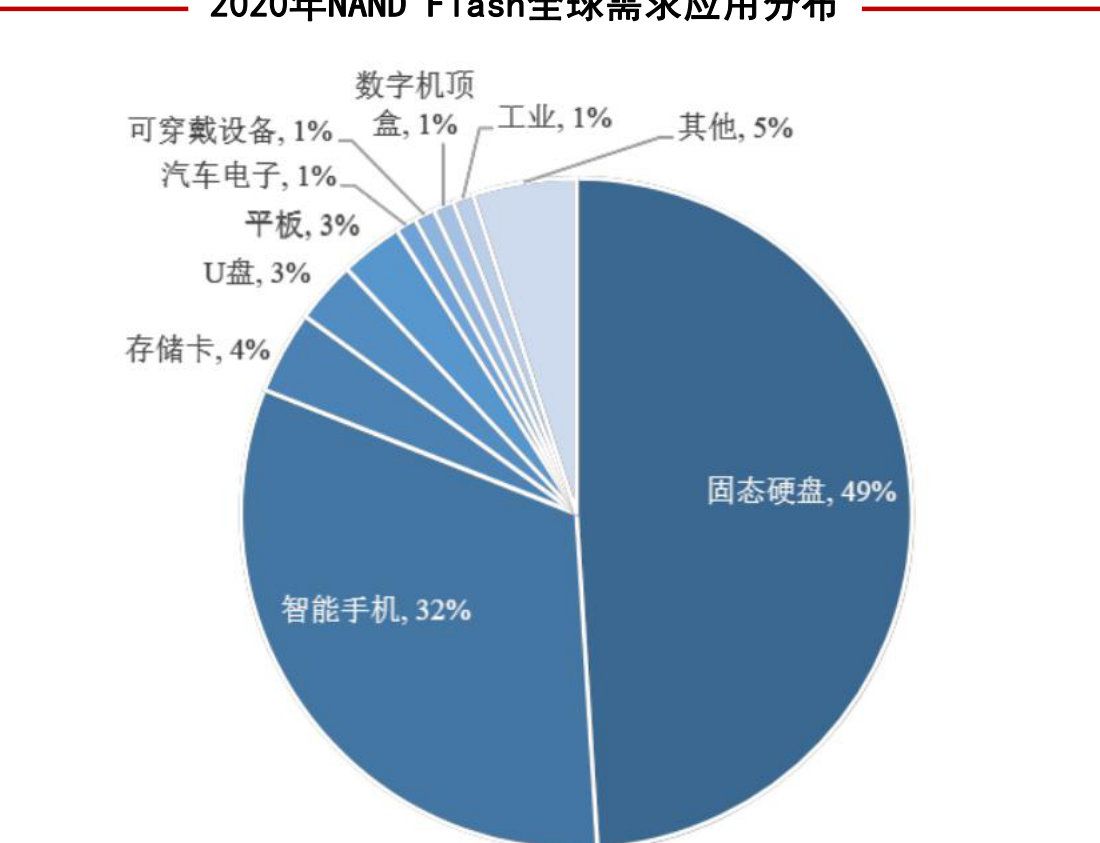 2020年NAND Flash全球需求应用分布
数字机顶
盒, 1%
工业, 1%
其他, 5%
可穿戴设备, 1%
汽车电子, 1%
平板, 3%
U盘, 3%
存储卡, 4%
固态硬盘, 49%
智能手机, 32%